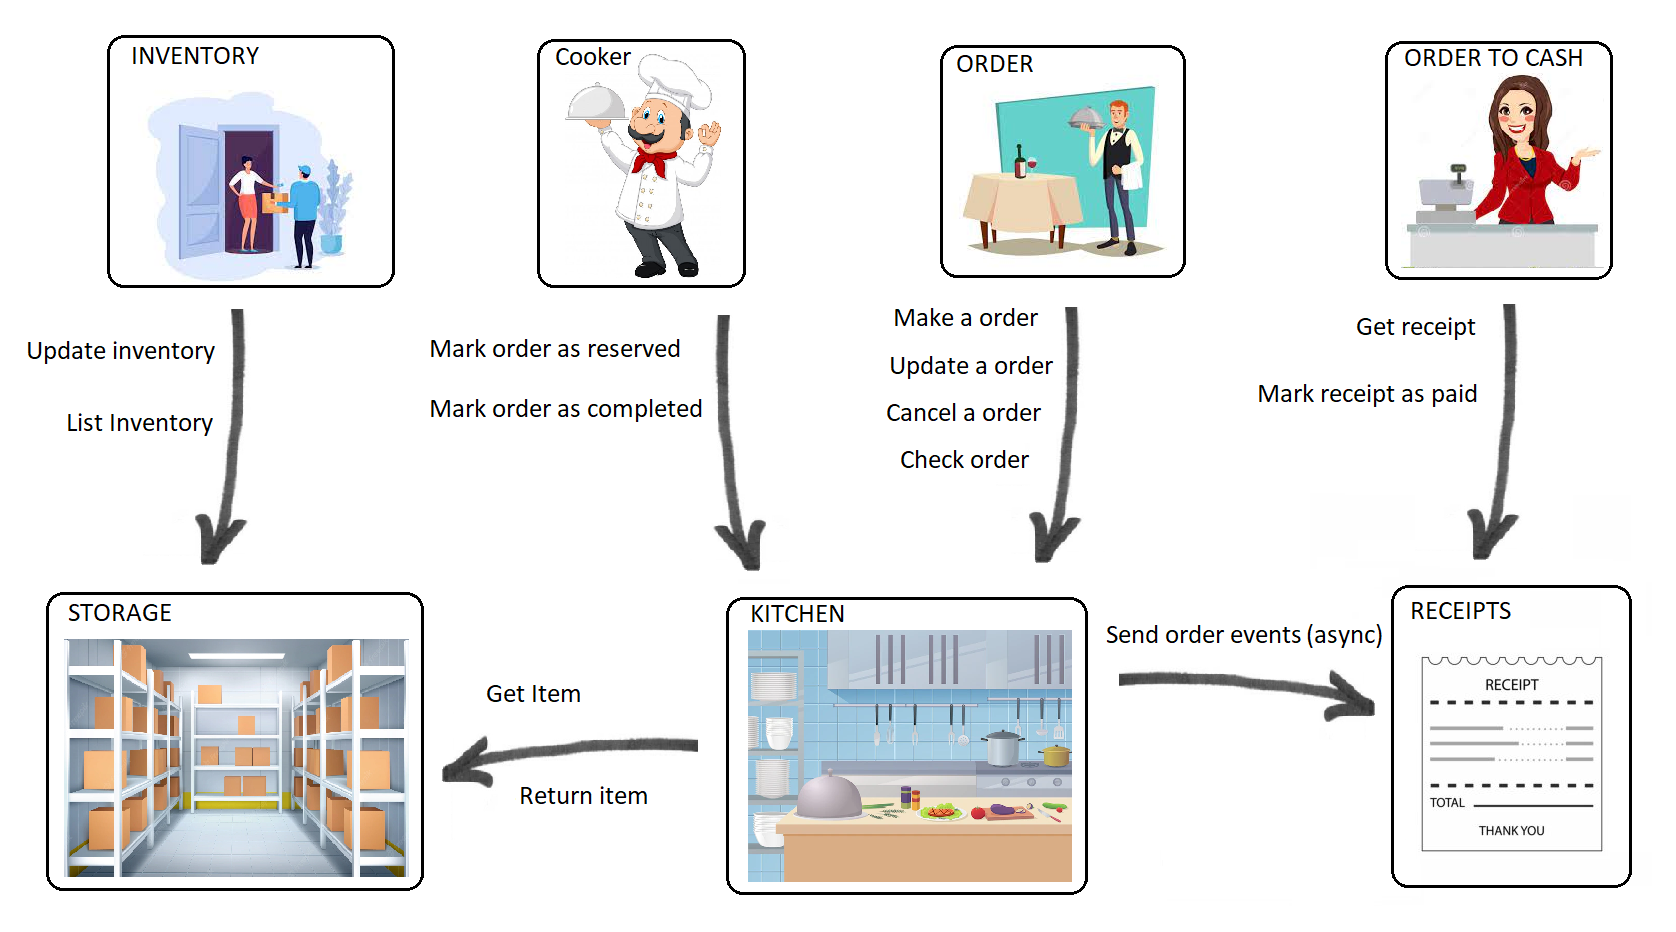 INVENTORY
Cooker
ORDER
ORDER TO CASH
Update inventory
List Inventory
Mark order as reserved
Mark order as completed
Make a order
Update a order
Cancel a order
Check order
Get receipt
Mark receipt as paid
STORAGE
Get Item
Return item
KITCHEN
Send order events (async)
RECEIPTS
RECEIPT
TOTAL
THANK YOU